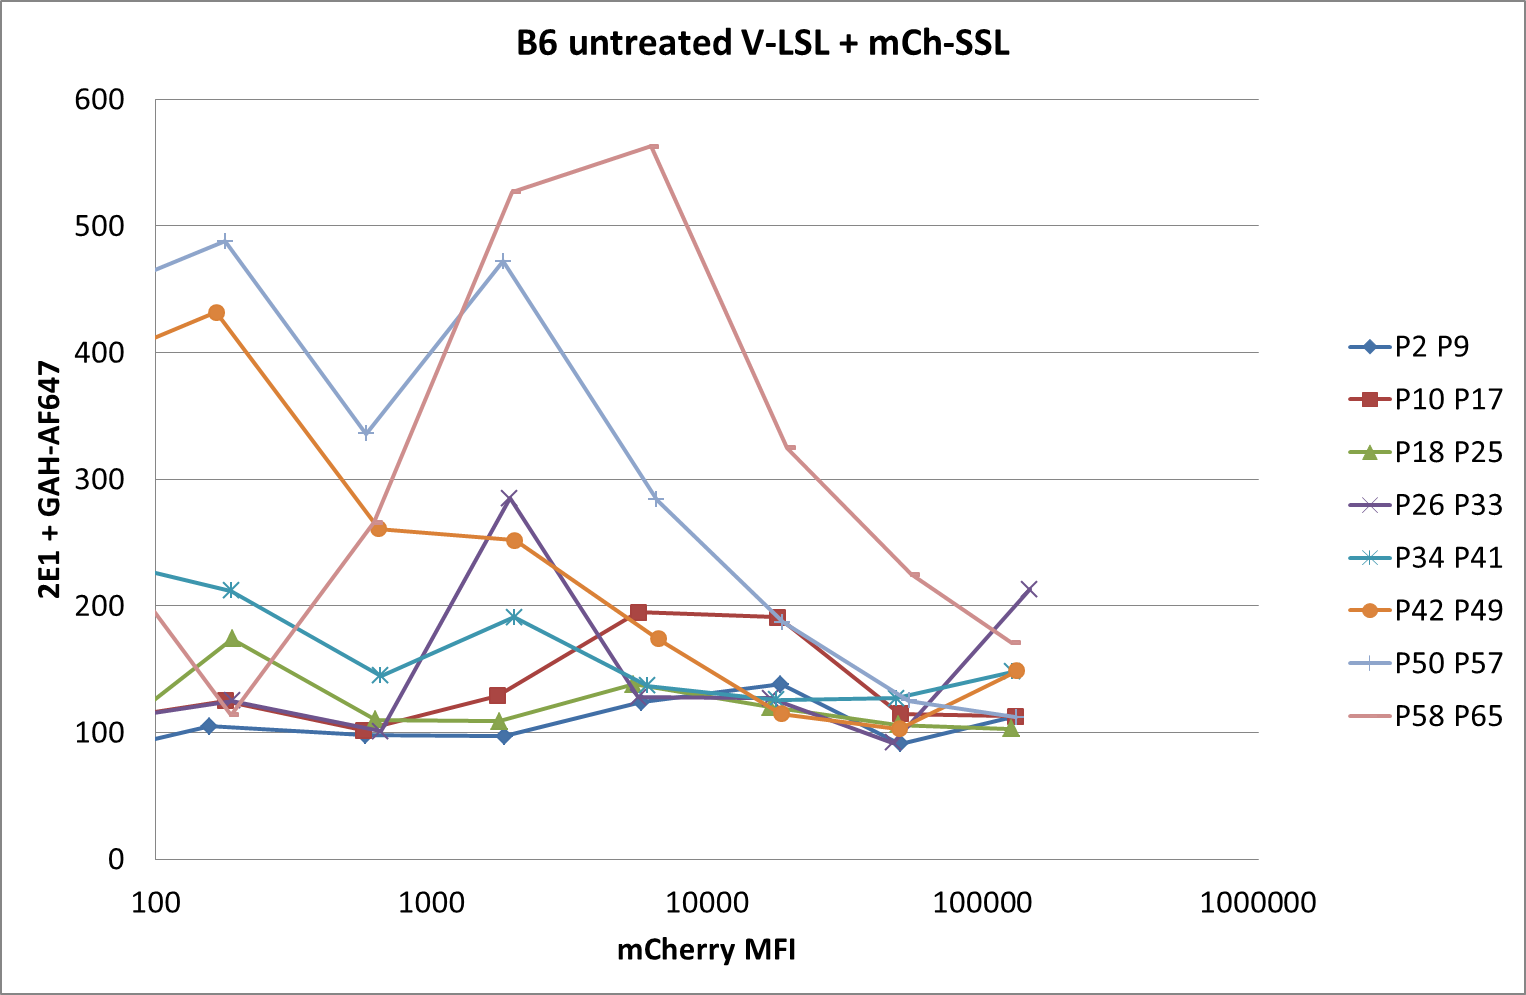 B6 untreated V-LSL + mCh-SSL
600
500
400
300
200
100
0
2E1 + GAH-AF647
100 1000 10000 100000 1000000
mCherry MFI
P2 P9
P10 P17
P18 P25
P26 P33
P34 P41
P42 P49
P50 P57
P58 P65